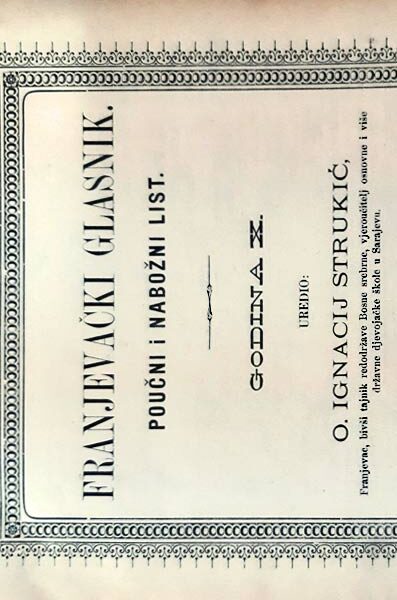 FRANJEVAČKI GLASNIK.
POUČNI i NABOŽNI LIST.
GODINA X.
UREDIO:
O. IGNACIJ STRUKIĆ,
Franjevac, bivši tajnik redodržave Bosne srebrne, vjeroučitelj osnovne i više
državne djevojačke škole u Sarajevu.